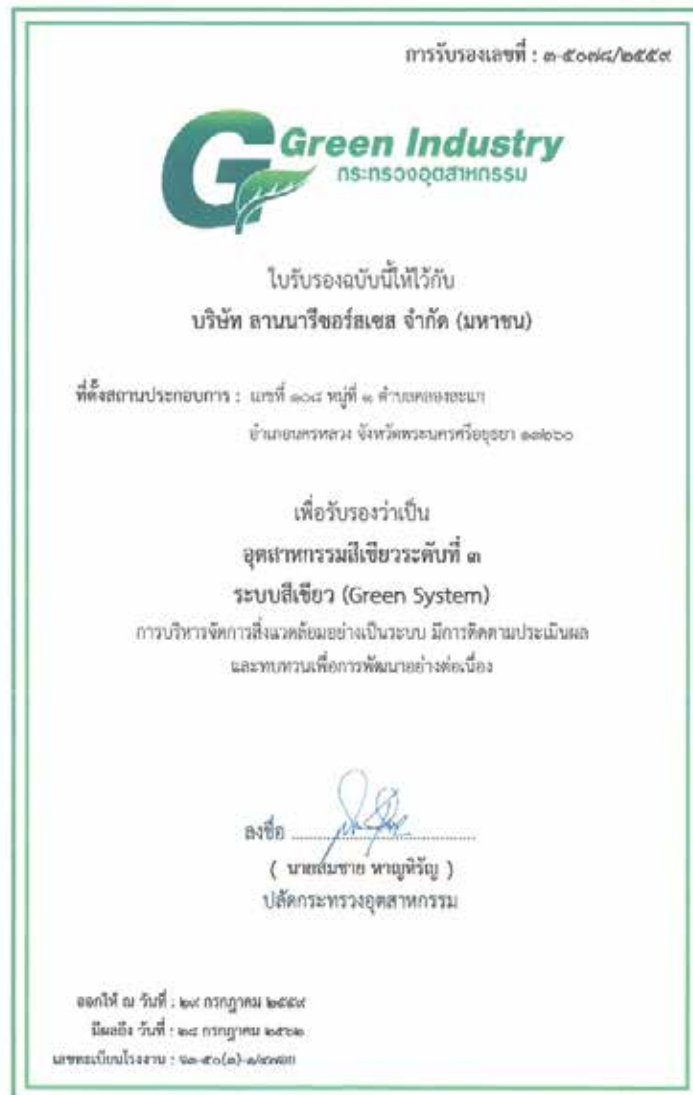 การรับรองเลขที่ : ๓-๕๐๗๘/๒๕๕๙
Green Industry
กระทรวงอุตสาหกรรม
ใบรับรองฉบับนี้ให้ไว้กับ
บริษัท ลานนารีซอร์สเซส จำกัด (มหาชน)
ที่ตั้งสถานประกอบการ : เลขที่ ๑๐๘ หมู่ที่ ๑ ตำบลคลองสะแก
อำเภอนครหลวง จังหวัดพระนครศรีอยุธยา ๑๓๒๖๐
เพื่อรับรองว่าเป็น
อุตสาหกรรมสีเขียวระดับที่ ๓
ระบบสีเขียว (Green System)
การบริหารจัดการสิ่งแวดล้อมอย่างเป็นระบบ มีการติดตามประเมินผล
และทบทวนเพื่อการพัฒนาอย่างต่อเนื่อง
ลงชื่อ
( นายสมชาย หาญหิรัญ )
ปลัดกระทรวงอุตสาหกรรม
ออกให้ ณ วันที่ : ๒๙ กรกฎาคม ๒๕๕๙
มีผลถึง วันที่ : ๒๘ กรกฎาคม ๒๕๖๒
เลขทะเบียนโรงงาน :